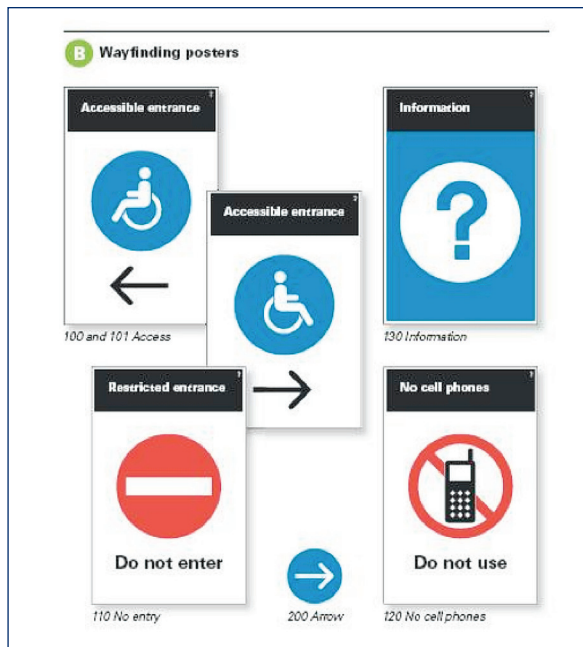 B Wayfinding posters
Accessible entrance
Information
?
Accessible entrance
100 and 101 Access
130 Information
Restricted entrance
No cell phones
Do not enter
Do not use
110 No entry
200 Arrow
120 No cell phones